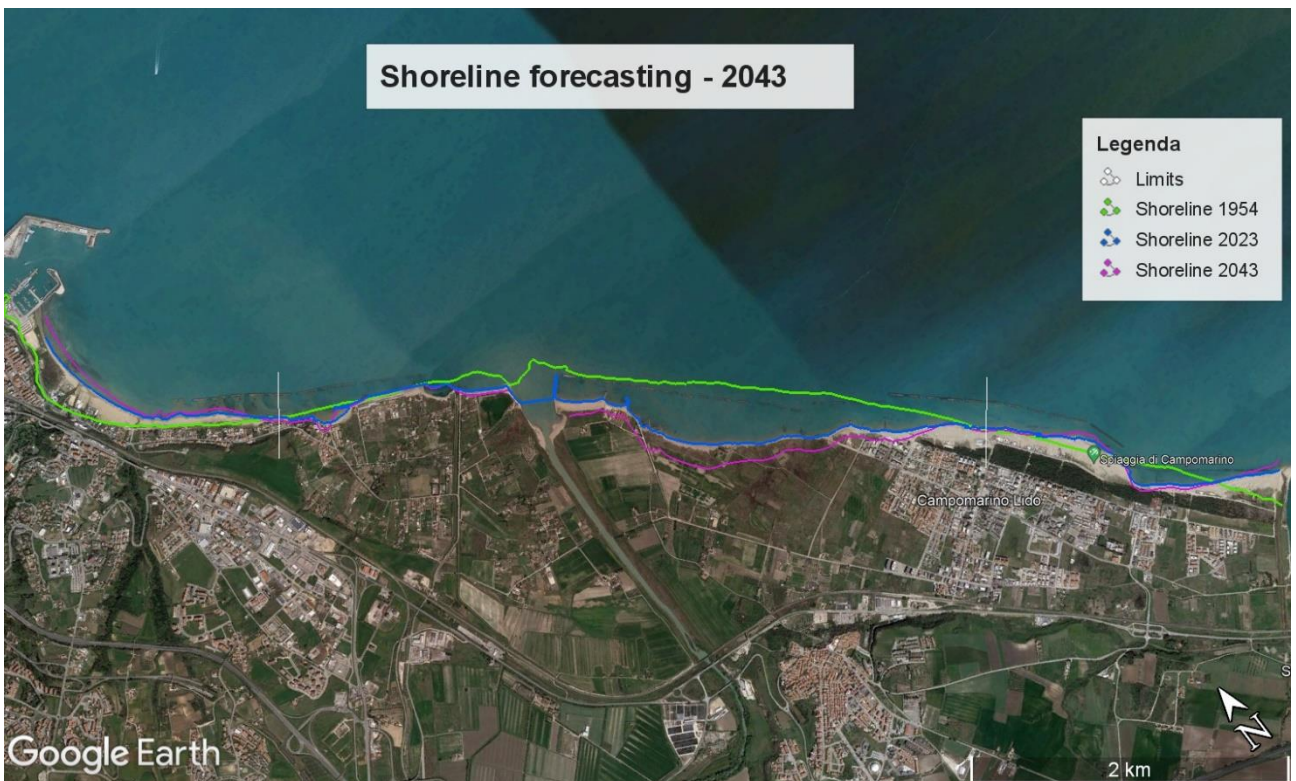 Shoreline forecasting - 2043
Legenda
Limits
Shoreline 1954
Shoreline 2023
Shoreline 2043
Spiaggia di Campomarino
Campomarino Lido
S
N
Google Earth
2 km